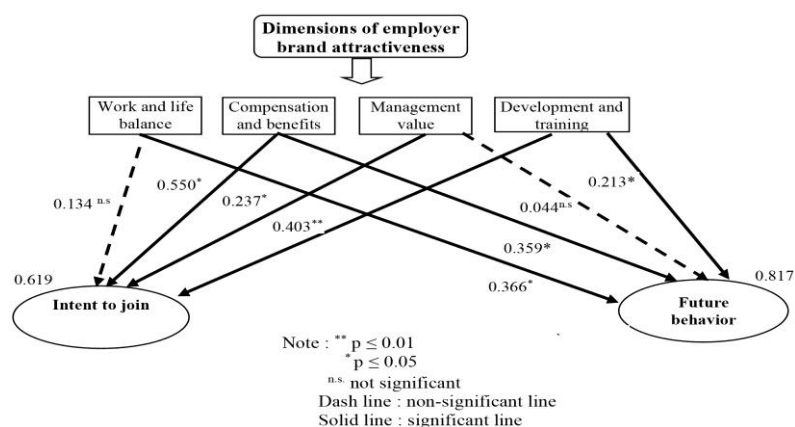 Dimensions of employer
brand attractiveness
Work and life
balance
Compensation
and benefits
Management
value
Development and
training
0.134 n.s
0.550*
0.237*
0.403**
0.213*
0.044n.s
0.359*
0.366*
0.619
0.817
Intent to join
Future
behavior
Note : ** p ≤ 0.01
* p ≤ 0.05
n.s. not significant
Dash line : non-significant line
Solid line : significant line